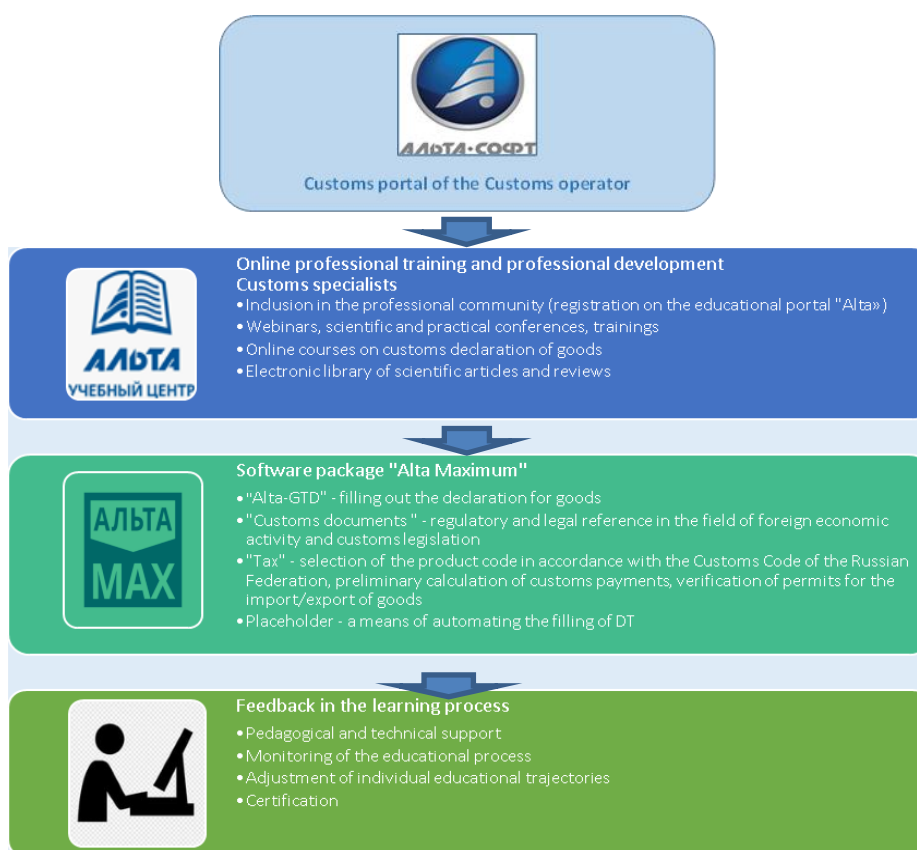 АЛЬТА·СОФТ
Customs portal of the Customs operator
Online professional training and professional development
Customs specialists
•Inclusion in the professional community (registration on the educational portal "Alta»)
•Webinars, scientific and practical conferences, trainings
•Online courses on customs declaration of goods
•Electronic library of scientific articles and reviews
АЛЬТА
УЧЕБНЫЙ ЦЕНТР
Software package "Alta Maximum"
•"Alta-GTD" - filling out the declaration for goods
•"Customs documents " - regulatory and legal reference in the field of foreign economic
activity and customs legislation
•"Tax" - selection of the product code in accordance with the Customs Code of the Russian
Federation, preliminary calculation of customs payments, verification of permits for the
import/export of goods
•Placeholder - a means of automating the filling of DT
АЛЬТА
MAX
Feedback in the learning process
•Pedagogical and technical support
•Monitoring of the educational process
•Adjustment of individual educational trajectories
•Certification